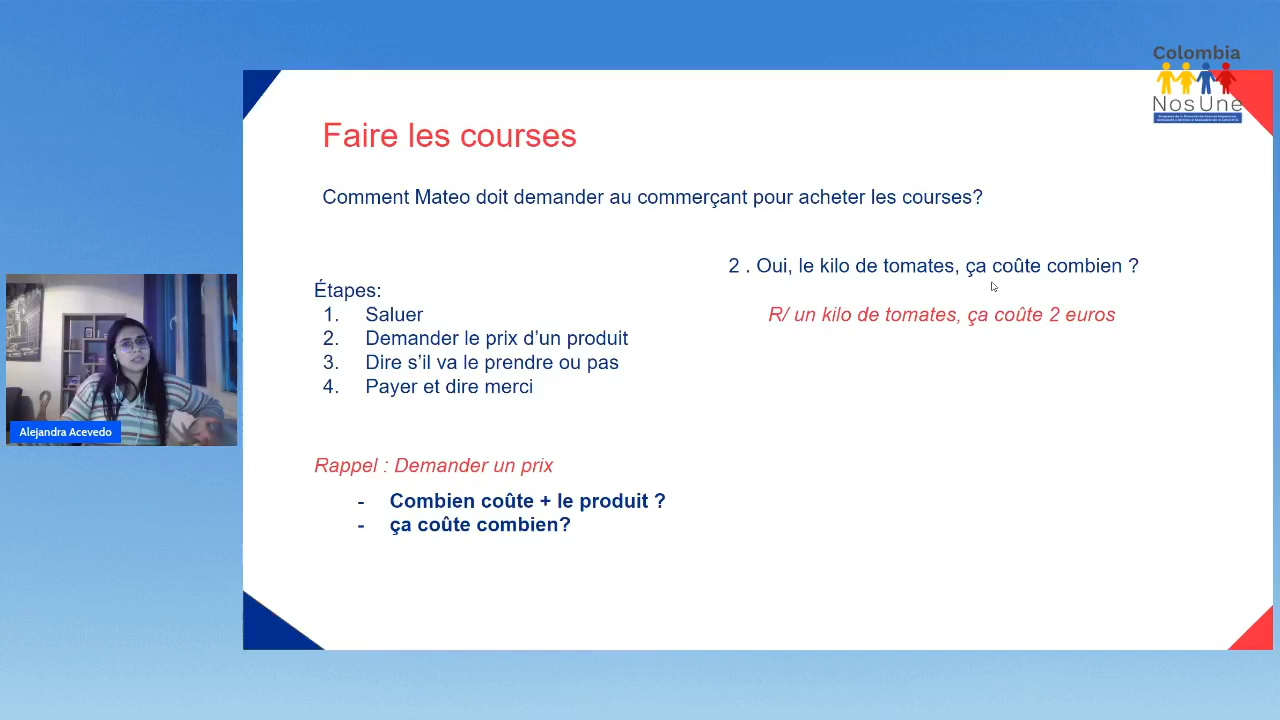 Colombia
NosUne
Faire les courses
Comment Mateo doit demander au commerçant pour acheter les courses?
2 . Oui, le kilo de tomates, ça coûte combien ?
R/ un kilo de tomates, ça coûte 2 euros
Étapes:
1. Saluer
2. Demander le prix d’un produit
3. Dire s’il va le prendre ou pas
4. Payer et dire merci
Alejandra Acevedo
Rappel : Demander un prix
- Combien coûte + le produit ?
- ça coûte combien?